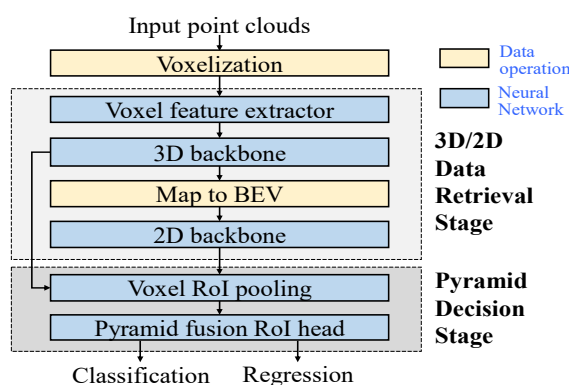 Input point clouds
Voxelization
Data
operation
Neural
Network
Voxel feature extractor
3D backbone
Map to BEV
2D backbone
3D/2D
Data
Retrieval
Stage
Voxel RoI pooling
Pyramid fusion RoI head
Pyramid
Decision
Stage
Classification
Regression